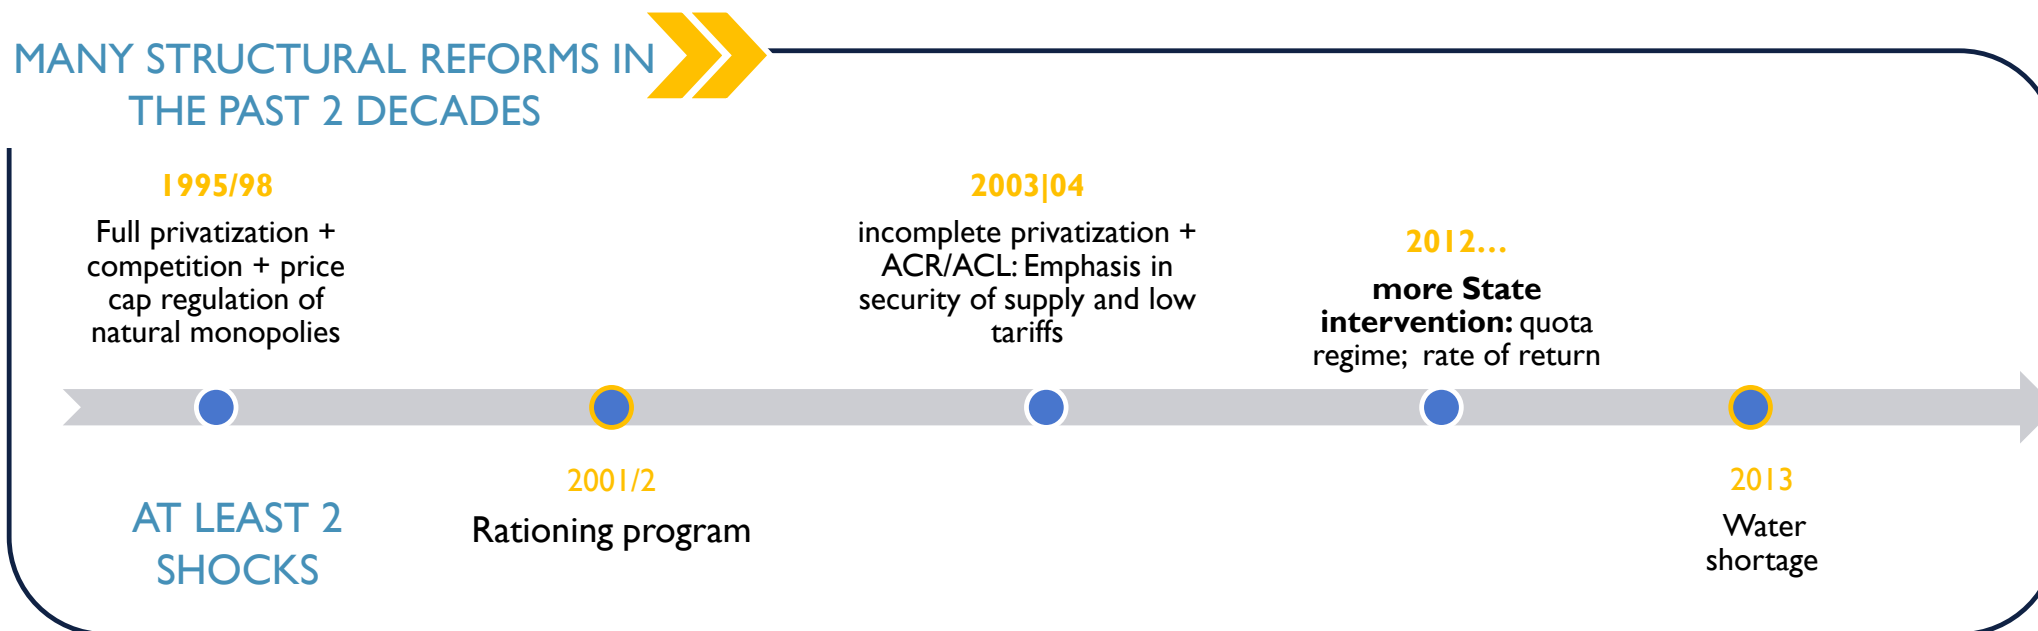 MANY STRUCTURAL REFORMS IN
THE PAST 2 DECADES
1995/98
Full privatization +
competition + price
cap regulation of
natural monopolies
2003|04
incomplete privatization +
ACR/ACL: Emphasis in
security of supply and low
tariffs
2012...
more State
intervention: quota
regime; rate of return
AT LEAST 2
SHOCKS
2001/2
Rationing program
2013
Water
shortage